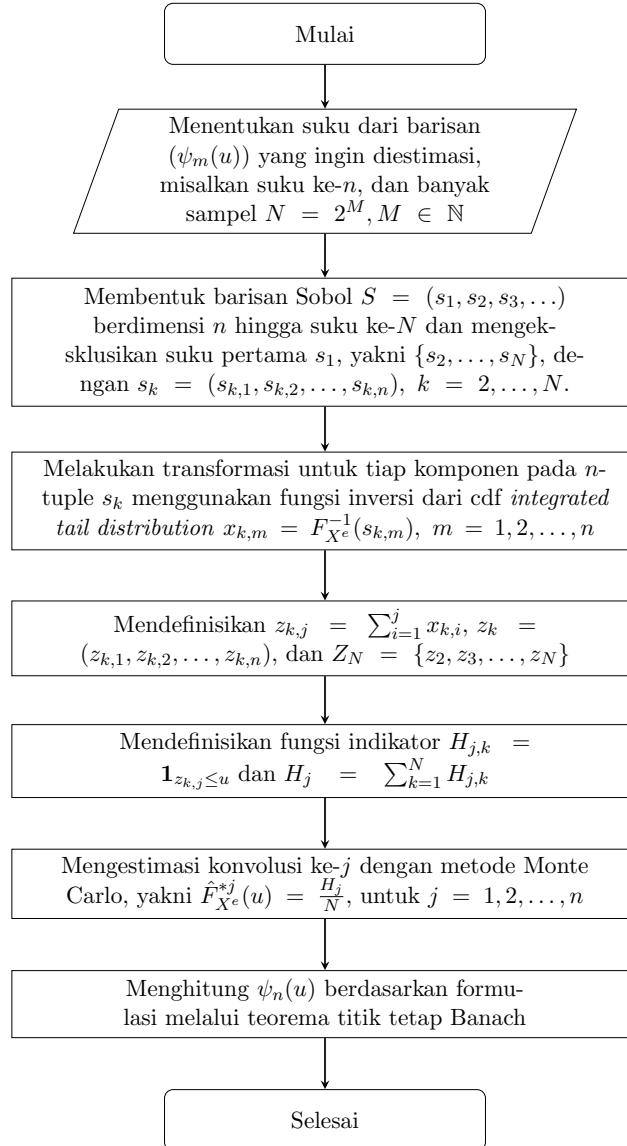 Mulai
Menentukan suku dari barisan
(ψ_m(u)) yang ingin diestimasi,
misalkan suku ke-n, dan banyak
sampel N = 2^M, M ∈ ℕ
Membentuk barisan Sobol S = (s_1, s_2, s_3, ...)
berdimensi n hingga suku ke-N dan mengek-
sklusikan suku pertama s_1, yakni {s_2, ..., s_N}, de-
ngan s_k = (s_{k,1}, s_{k,2}, ..., s_{k,n}), k = 2, ..., N.
Melakukan transformasi untuk tiap komponen pada n-
tuple s_k menggunakan fungsi inversi dari cdf integrated
tail distribution x_{k,m} = F_{X^e}^{-1}(s_{k,m}), m = 1, 2, ..., n
Mendefinisikan z_{k,j} = ∑_{i=1}^{j} x_{k,i}, z_k =
(z_{k,1}, z_{k,2}, ..., z_{k,n}), dan Z_N = {z_2, z_3, ..., z_N}
Mendefinisikan fungsi indikator H_{j,k} =
𝟏_{z_{k,j}≤u} dan H_j = ∑_{k=1}^{N} H_{j,k}
Mengestimasi konvolusi ke-j dengan metode Monte
Carlo, yakni F̂_{X^e}^{*j}(u) = H_j/N, untuk j = 1, 2, ..., n
Menghitung ψ_n(u) berdasarkan formu-
lasi melalui teorema titik tetap Banach
Selesai